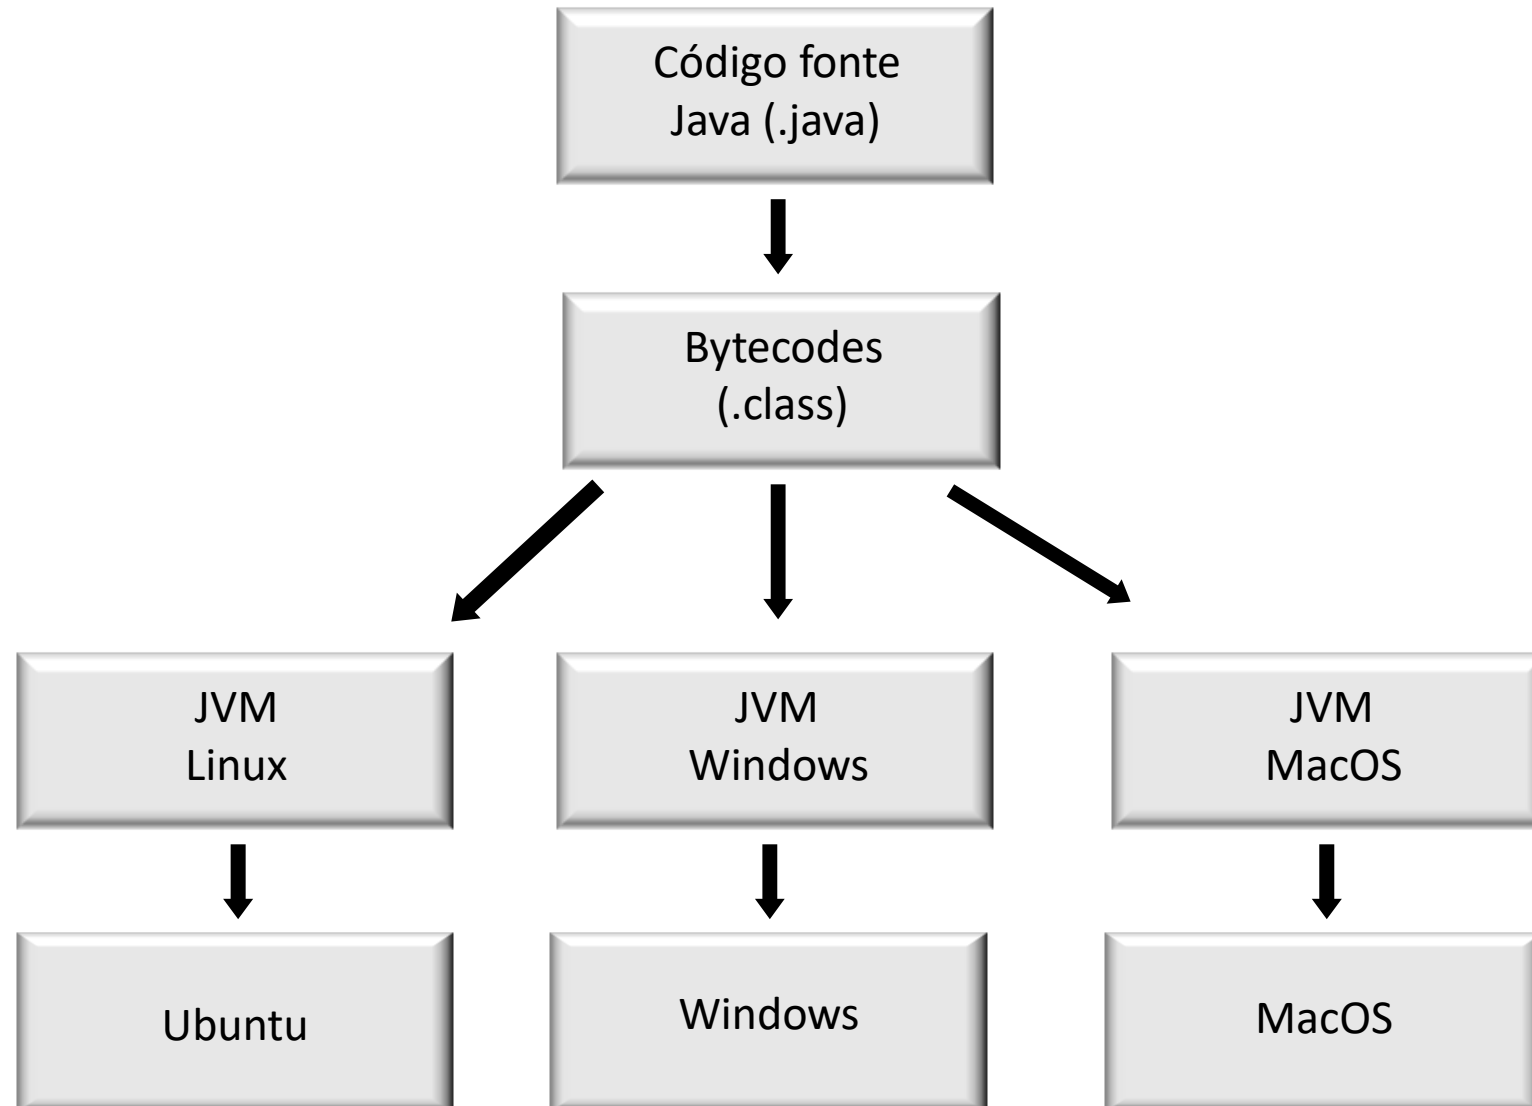 Código fonte
Java (.java)
Bytecodes
(.class)
JVM
Linux
JVM
Windows
JVM
MacOS
Ubuntu
Windows
MacOS